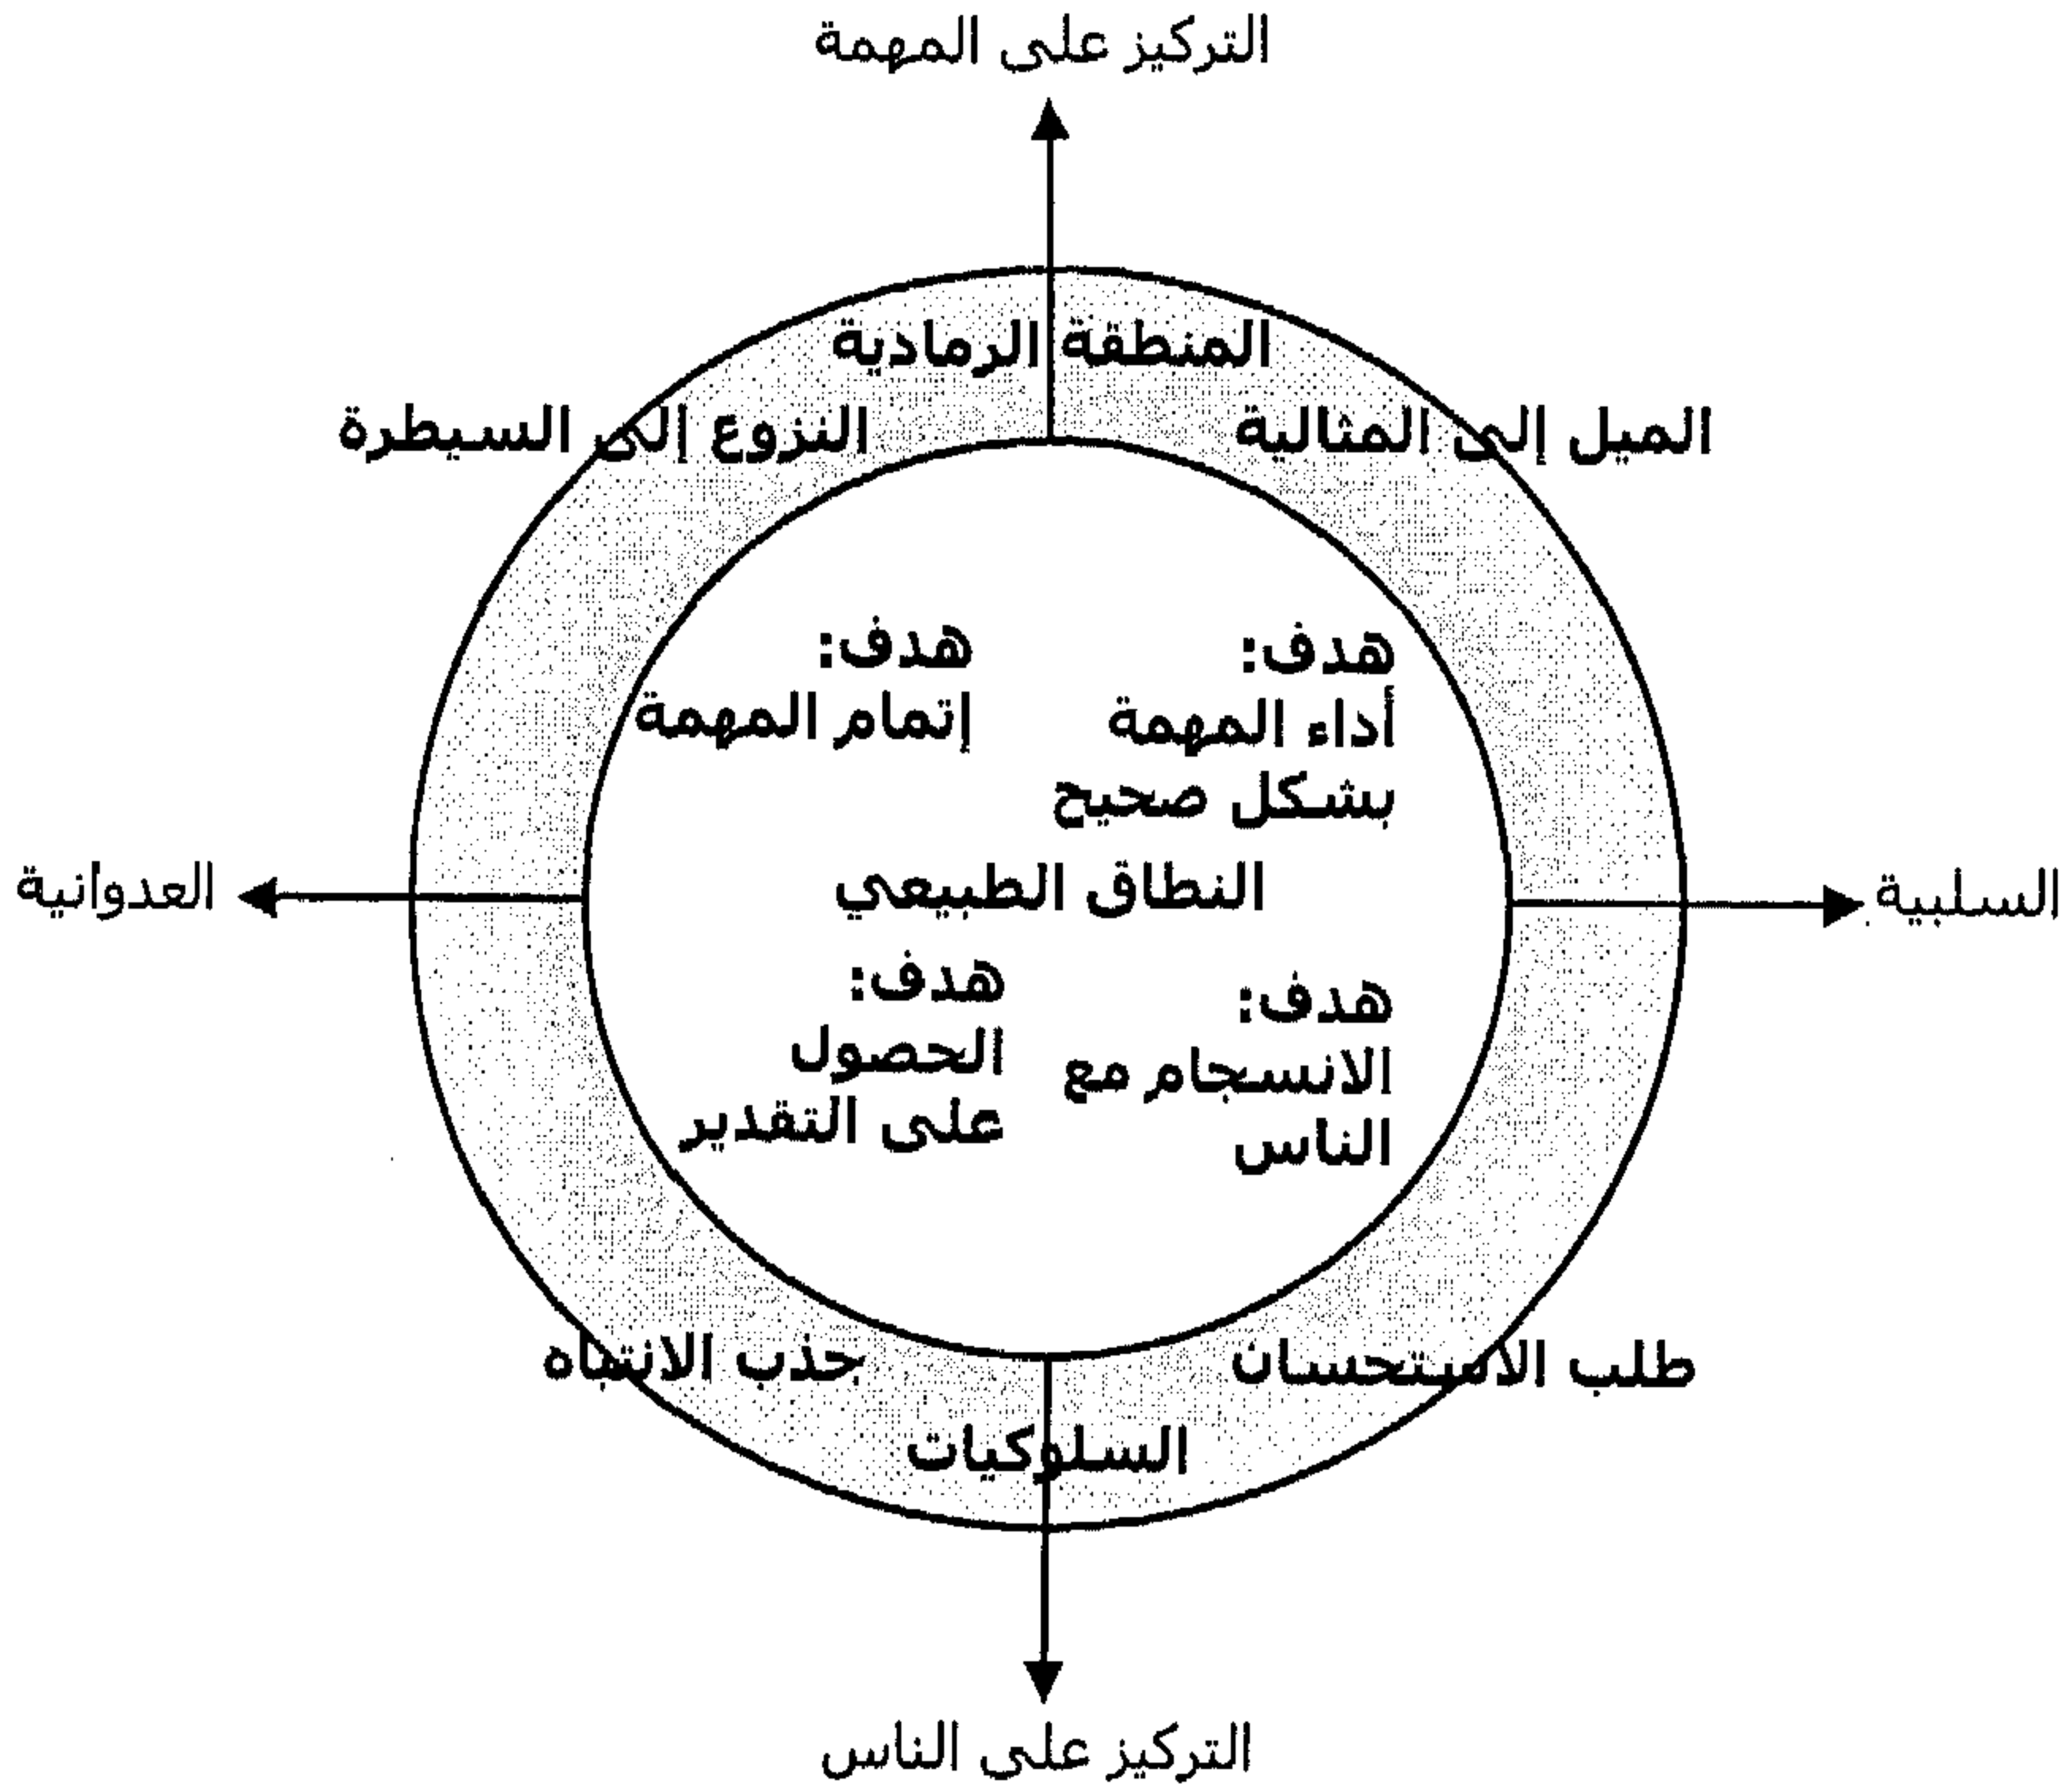 التركيز على المهمة
المنطقة الرمادية
الميل إلى المثالية
النزوع إلى السيطرة
هدف:
أداء المهمة
بشكل صحيح
هدف:
إتمام المهمة
السلبية
النطاق الطبيعي
العدوانية
هدف:
الانسجام مع
الناس
هدف:
الحصول
على التقدير
طلب الاستحسان
جذب الانتباه
السلوكيات
التركيز على الناس